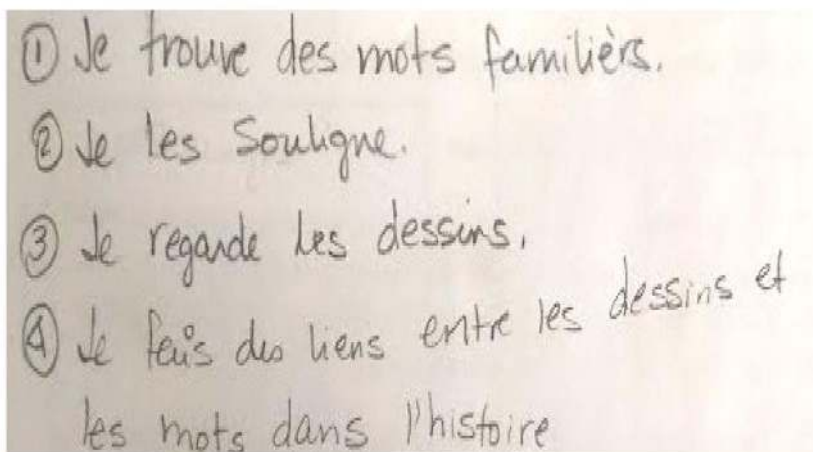 ① Je trouve des mots familièrs.
② Je les souligne.
③ Je regarde les dessins.
④ Je fais des liens entre les dessins et
les mots dans l'histoire